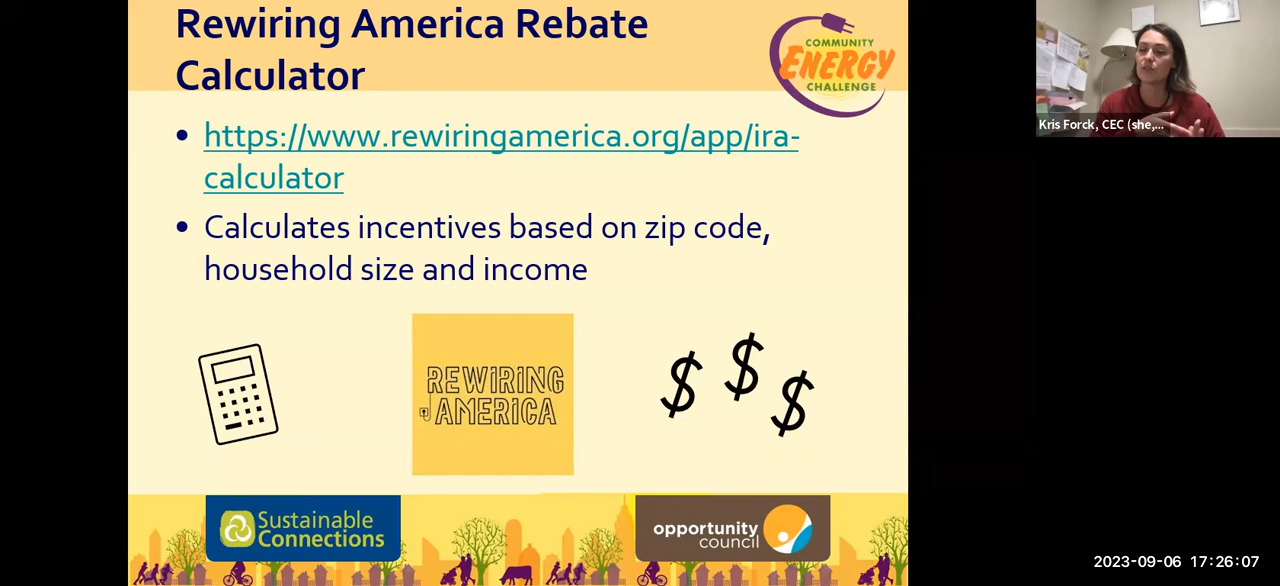 Rewiring America Rebate
Calculator
COMMUNITY
ENERGY
CHALLENGE
Kris Forck, CEC (she,...
https://www.rewiringamerica.org/app/ira-
calculator
Calculates incentives based on zip code,
household size and income
REWIRING
AMERICA
$ $ $
Sustainable
Connections
opportunity
council
2023-09-06 17:26:07